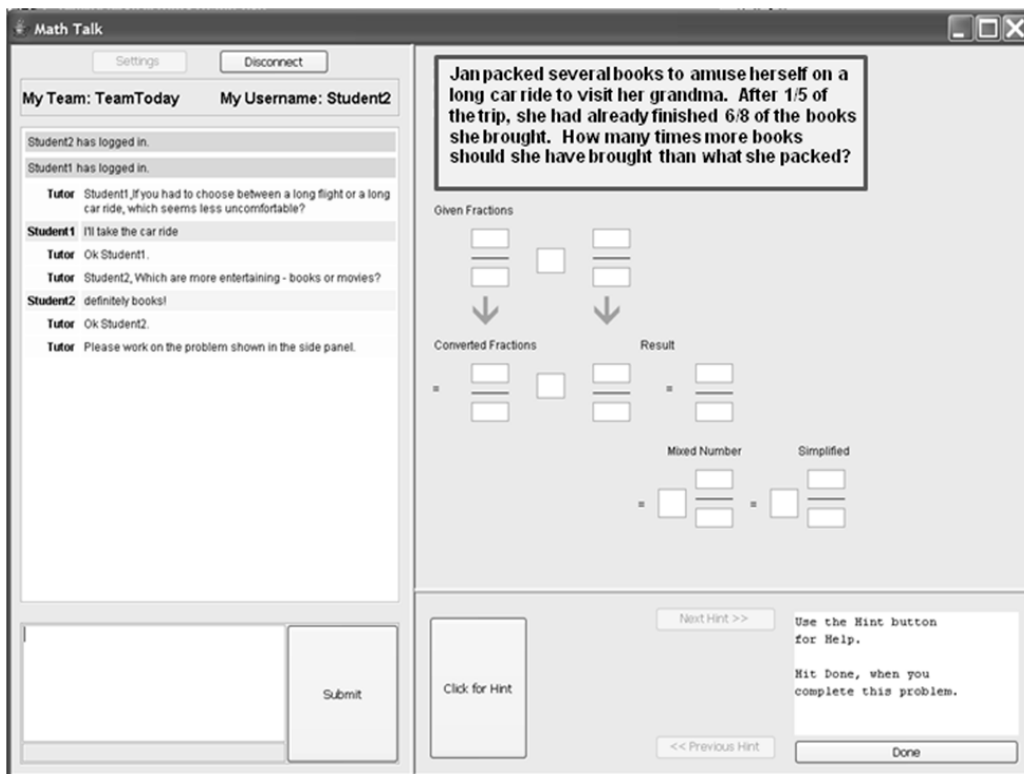 Math Talk
Settings
Disconnect
My Team: TeamToday My Username: Student2
Student2 has logged in.
Student1 has logged in.
Tutor Student1,If you had to choose between a long flight or a long
car ride, which seems less uncomfortable?
Student1 I'll take the car ride
Tutor Ok Student1.
Tutor Student2, Which are more entertaining - books or movies?
Student2 definitely books!
Tutor Ok Student2.
Tutor Please work on the problem shown in the side panel.
Submit
Jan packed several books to amuse herself on a
long car ride to visit her grandma. After 1/5 of
the trip, she had already finished 6/8 of the books
she brought. How many times more books
should she have brought than what she packed?
Given Fractions
Converted Fractions Result
= =
Mixed Number Simplified
= =
Click for Hint
Next Hint >>
<< Previous Hint
Use the Hint button
for Help.
Hit Done, when you
complete this problem.
Done